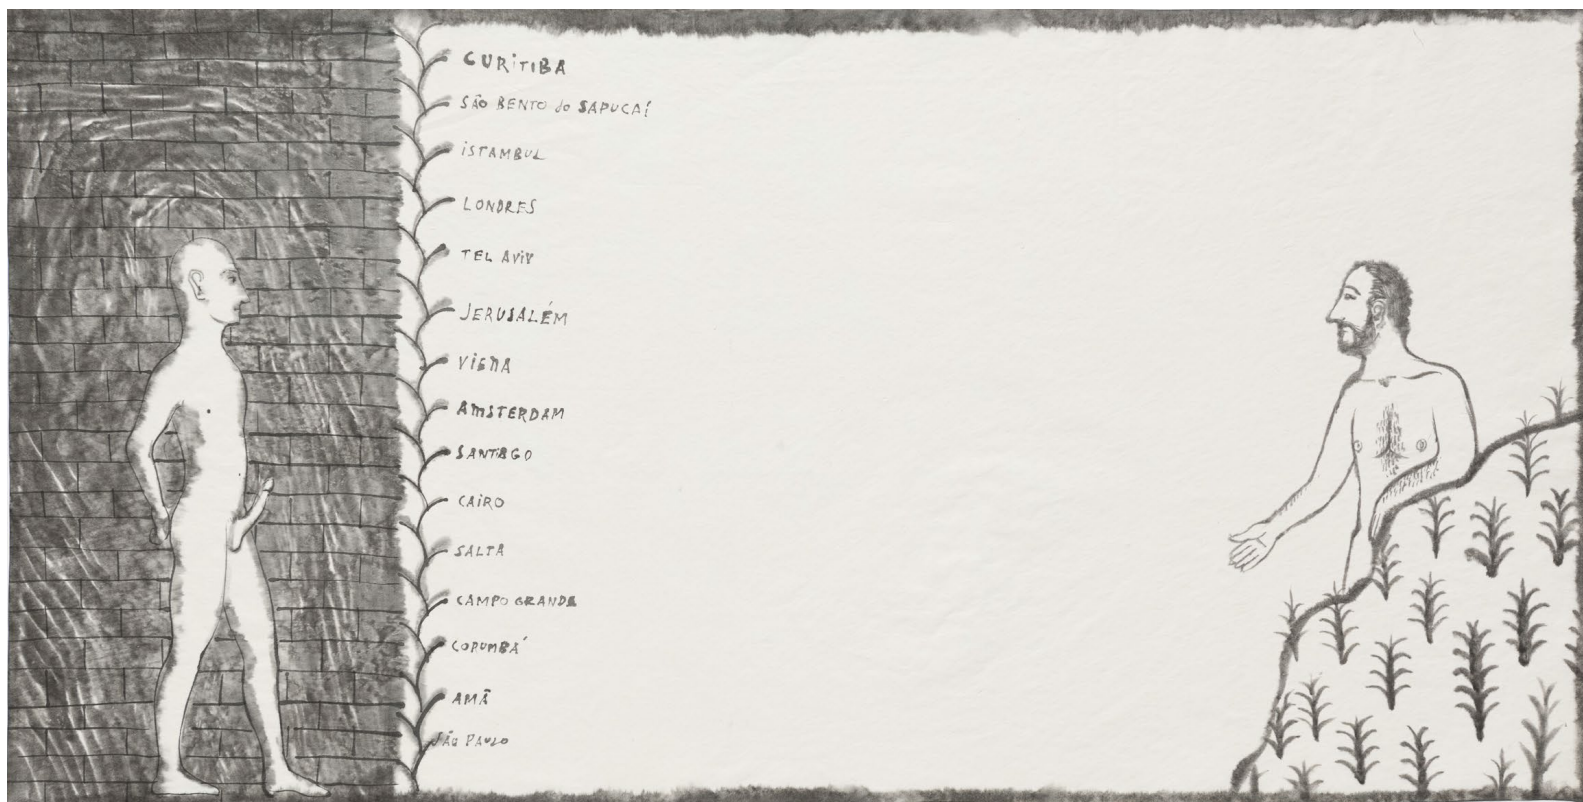 CURiTiBA
SÃO BENTO do SAPUCAÍ
iSTAMBUL
LONDRES
TEL AViV
JERUSALÉM
ViENA
AMSTERDAM
SANTIAGO
CAiRO
SALTA
CAMPO GRANDE
CORUMBÁ
AMÃ
SÃO PAULO